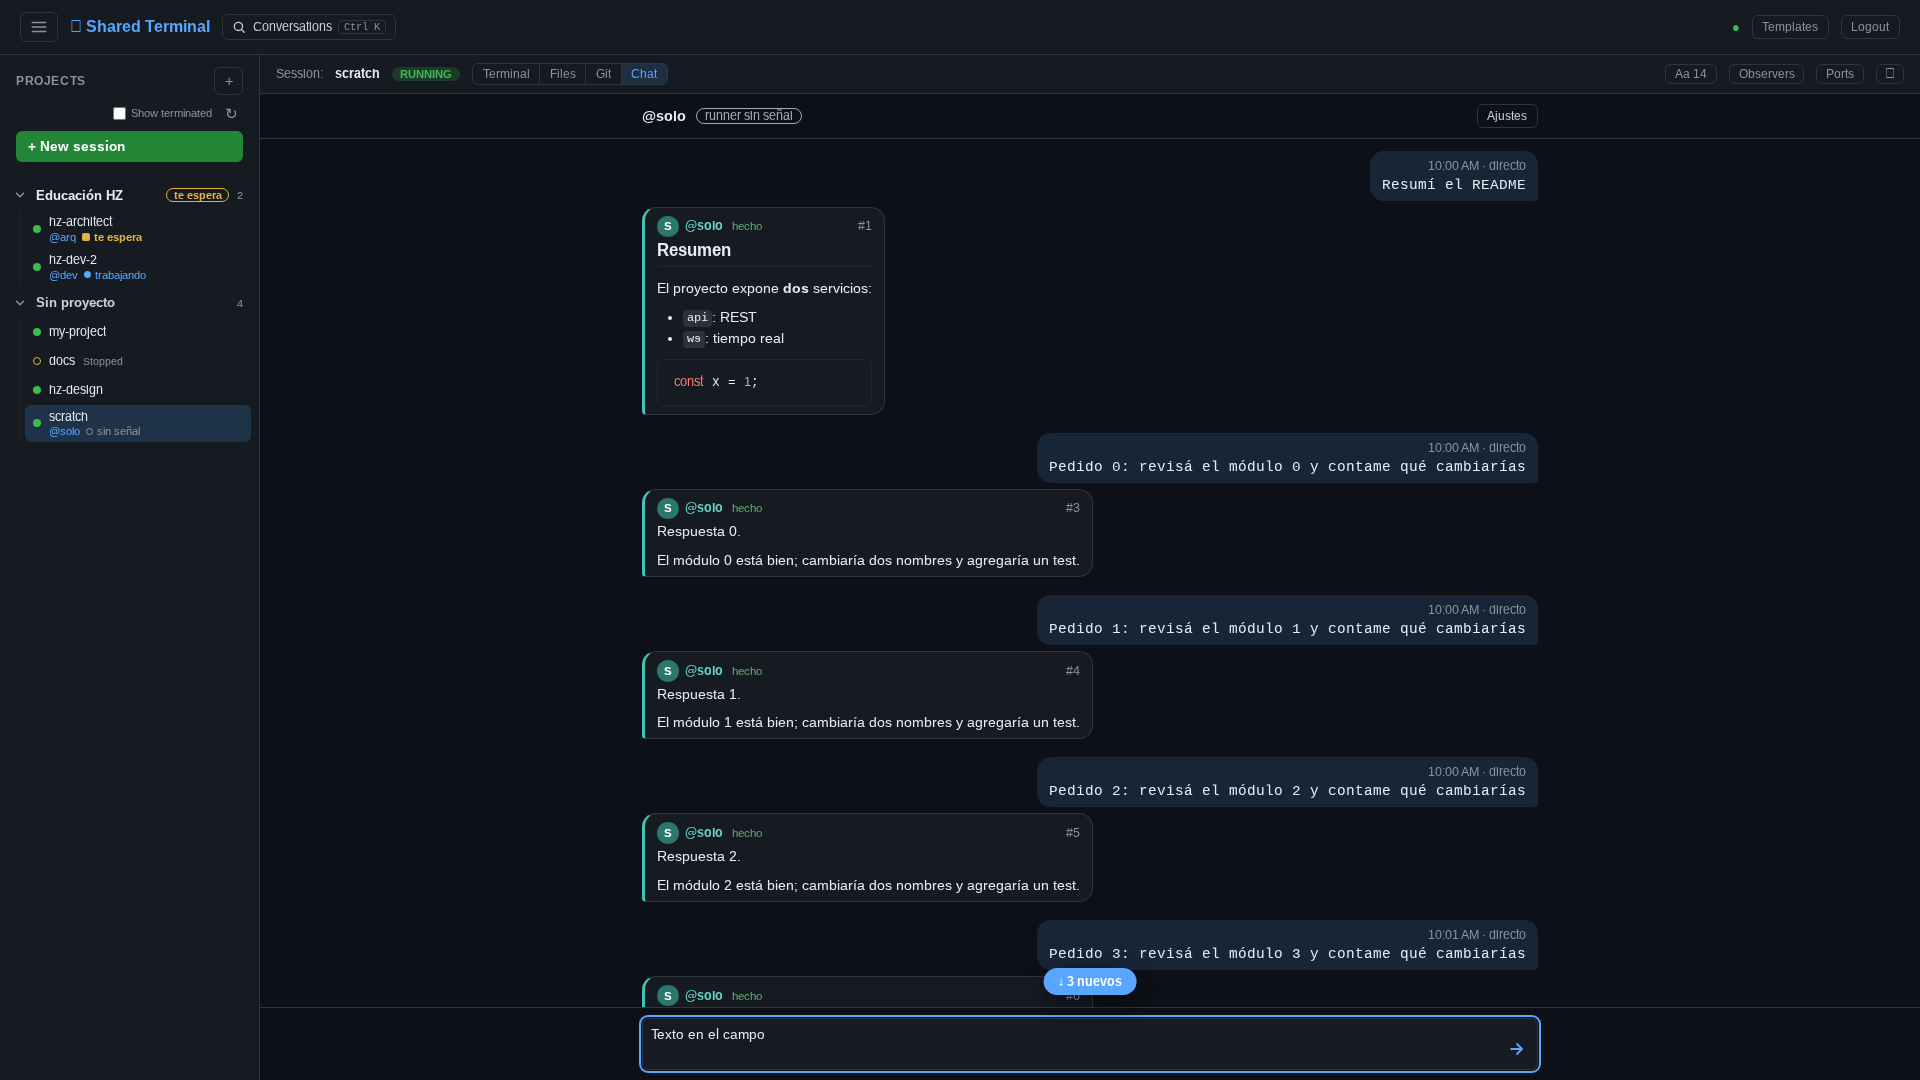 Shared Terminal
Conversations Ctrl K
Templates
Logout
PROJECTS
+
Show terminated
+ New session
Educación HZ te espera 2
hz-architect
@arq te espera
hz-dev-2
@dev trabajando
Sin proyecto 4
my-project
docs Stopped
hz-design
scratch
@solo sin señal
Session: scratch RUNNING Terminal Files Git Chat
Aa 14 Observers Ports
@solo runner sin señal Ajustes
10:00 AM · directo
Resumí el README
S @solo hecho #1
Resumen
El proyecto expone dos servicios:
• api: REST
• ws: tiempo real
const x = 1;
10:00 AM · directo
Pedido 0: revisá el módulo 0 y contame qué cambiarías
S @solo hecho #3
Respuesta 0.
El módulo 0 está bien; cambiaría dos nombres y agregaría un test.
10:00 AM · directo
Pedido 1: revisá el módulo 1 y contame qué cambiarías
S @solo hecho #4
Respuesta 1.
El módulo 1 está bien; cambiaría dos nombres y agregaría un test.
10:00 AM · directo
Pedido 2: revisá el módulo 2 y contame qué cambiarías
S @solo hecho #5
Respuesta 2.
El módulo 2 está bien; cambiaría dos nombres y agregaría un test.
10:01 AM · directo
Pedido 3: revisá el módulo 3 y contame qué cambiarías
↓ 3 nuevos
S @solo hecho #6
Texto en el campo